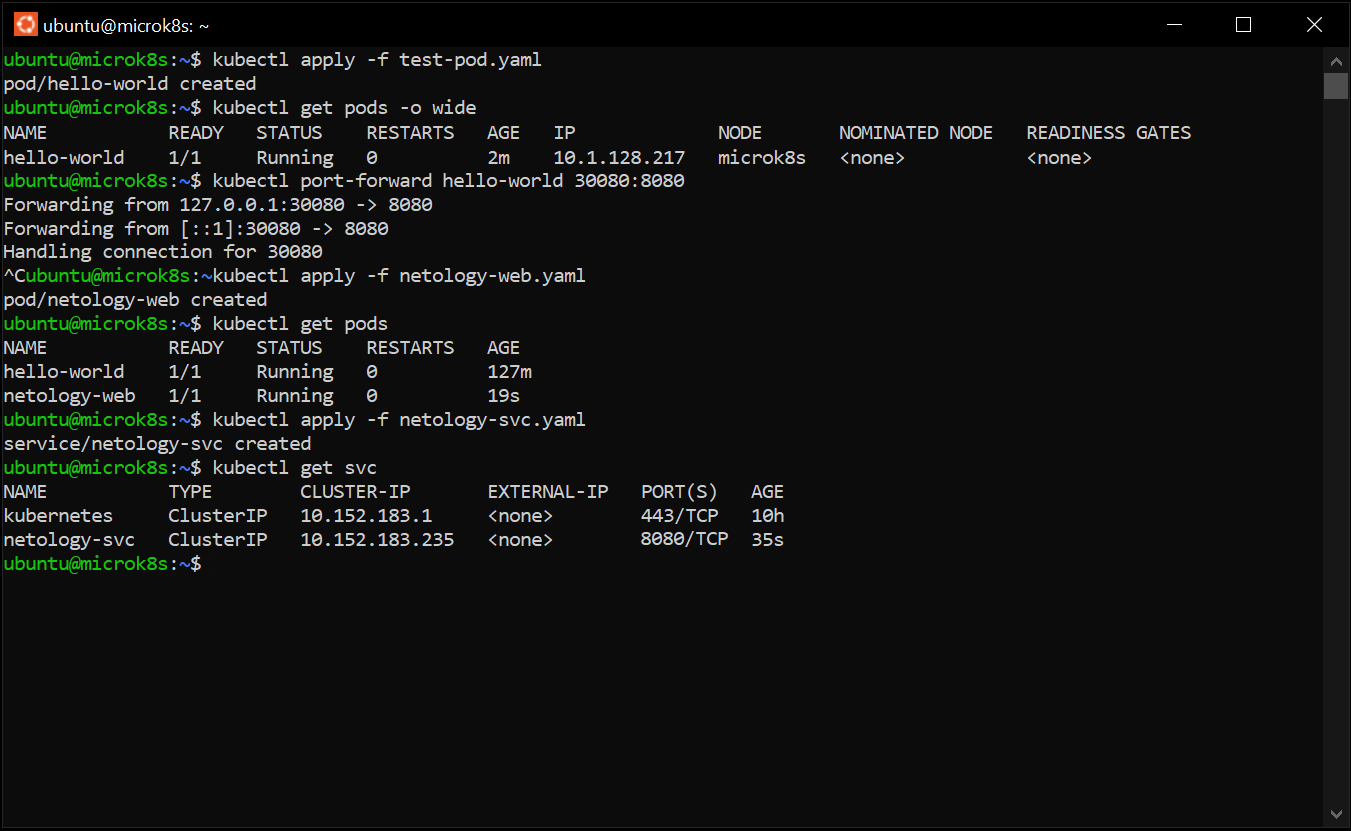 ubuntu@microk8s: ~
ubuntu@microk8s:~$ kubectl apply -f test-pod.yaml
pod/hello-world created
ubuntu@microk8s:~$ kubectl get pods -o wide
NAME           READY   STATUS    RESTARTS   AGE   IP             NODE       NOMINATED NODE   READINESS GATES
hello-world    1/1     Running   0          2m    10.1.128.217   microk8s   <none>           <none>
ubuntu@microk8s:~$ kubectl port-forward hello-world 30080:8080
Forwarding from 127.0.0.1:30080 -> 8080
Forwarding from [::1]:30080 -> 8080
Handling connection for 30080
^Cubuntu@microk8s:~kubectl apply -f netology-web.yaml
pod/netology-web created
ubuntu@microk8s:~$ kubectl get pods
NAME           READY   STATUS    RESTARTS   AGE
hello-world    1/1     Running   0          127m
netology-web   1/1     Running   0          19s
ubuntu@microk8s:~$ kubectl apply -f netology-svc.yaml
service/netology-svc created
ubuntu@microk8s:~$ kubectl get svc
NAME           TYPE        CLUSTER-IP       EXTERNAL-IP   PORT(S)   AGE
kubernetes     ClusterIP   10.152.183.1     <none>        443/TCP   10h
netology-svc   ClusterIP   10.152.183.235   <none>        8080/TCP  35s
ubuntu@microk8s:~$